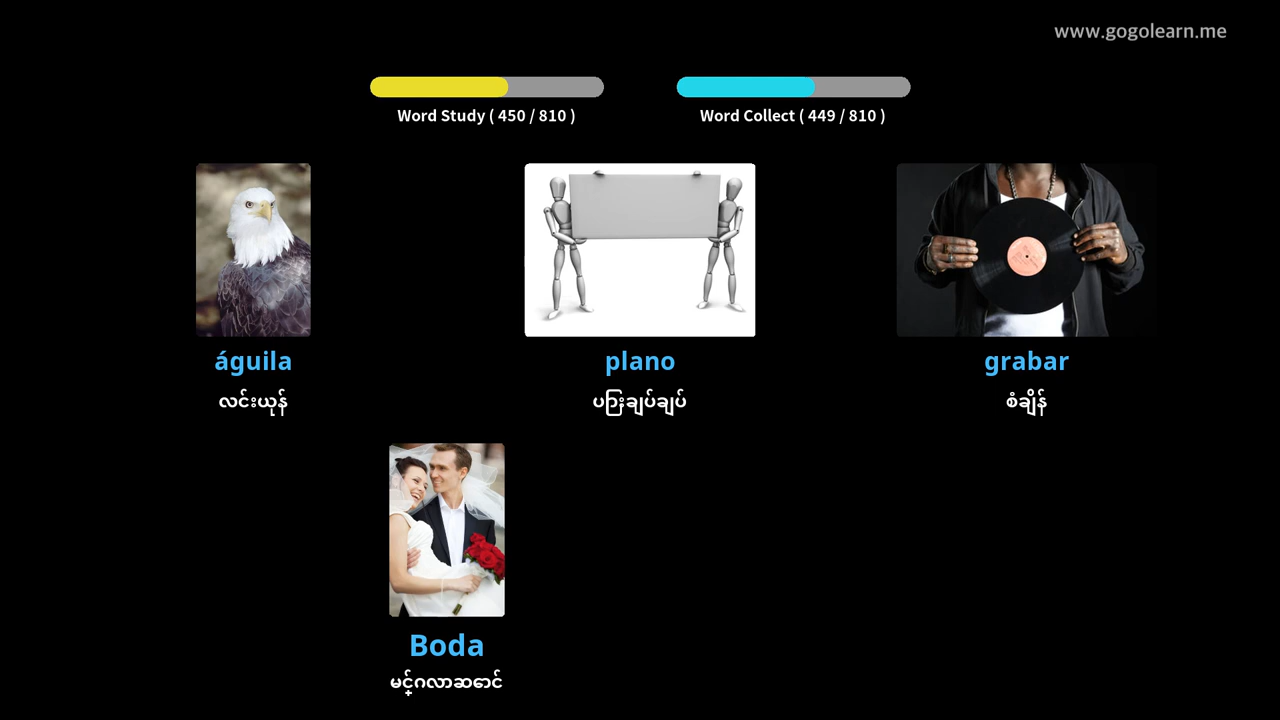 www.gogolearn.me
Word Study ( 450 / 810 )
Word Collect ( 449 / 810 )
águila
လင်းယုန်
plano
ပြားချပ်ချပ်
grabar
စံချိန်
Boda
မင်္ဂလာဆောင်